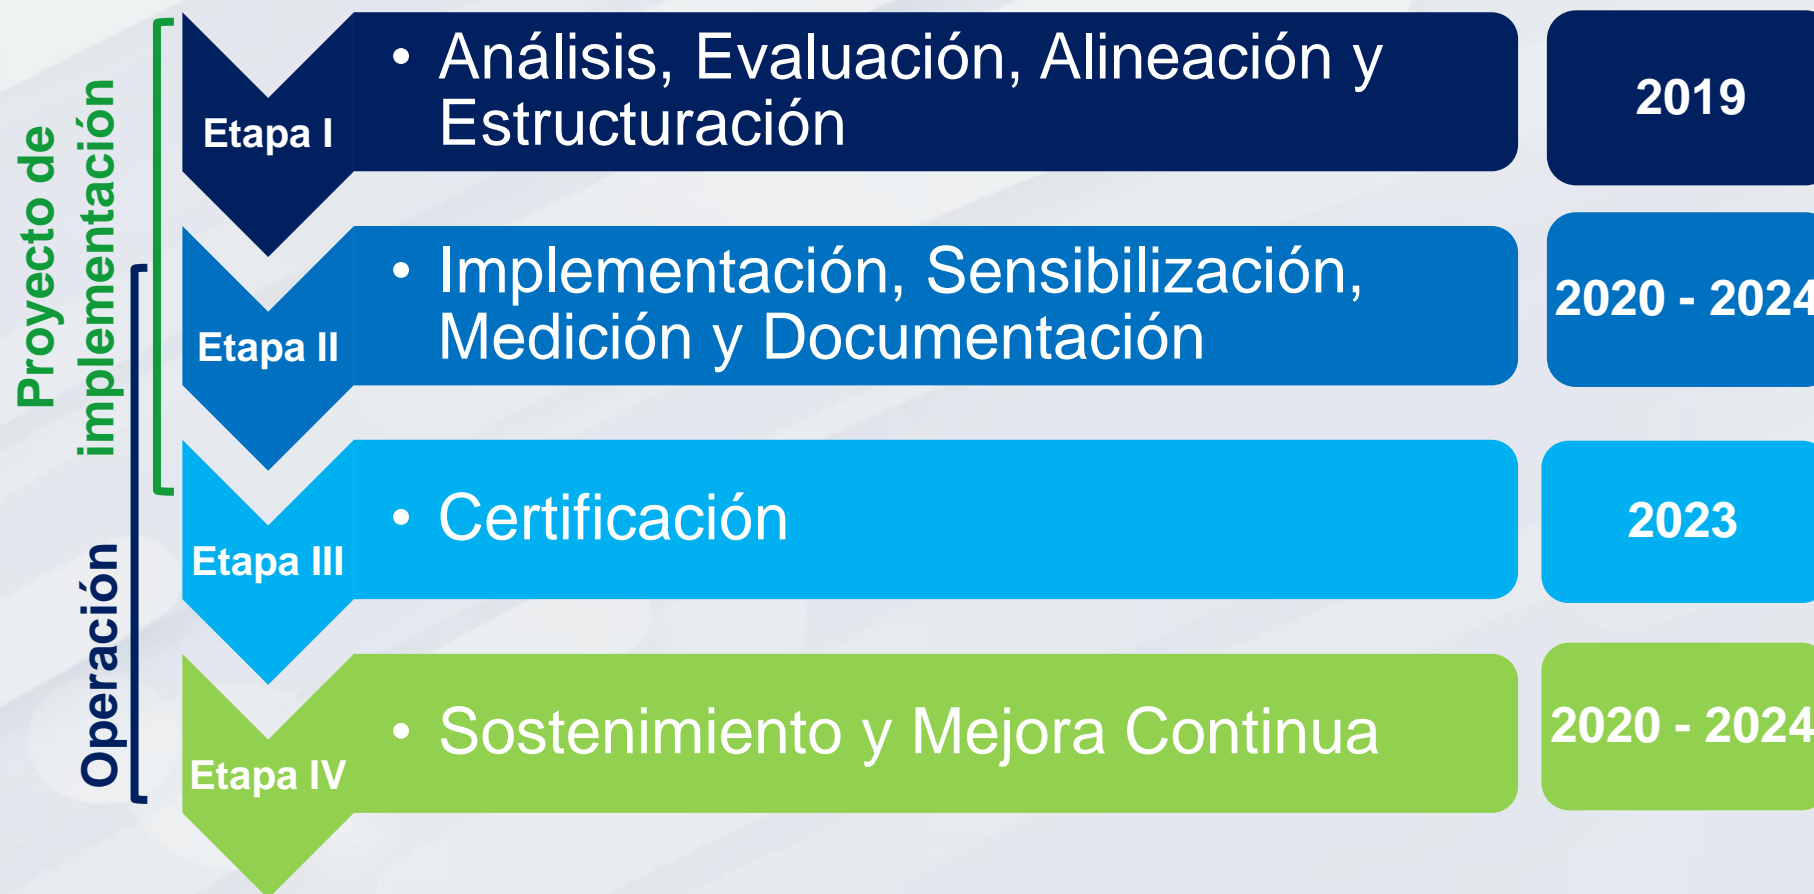 Proyecto de
implementación
Operación
Etapa I
• Análisis, Evaluación, Alineación y
Estructuración
2019
Etapa II
• Implementación, Sensibilización,
Medición y Documentación
2020 - 2024
Etapa III
• Certificación
2023
Etapa IV
• Sostenimiento y Mejora Continua
2020 - 2024